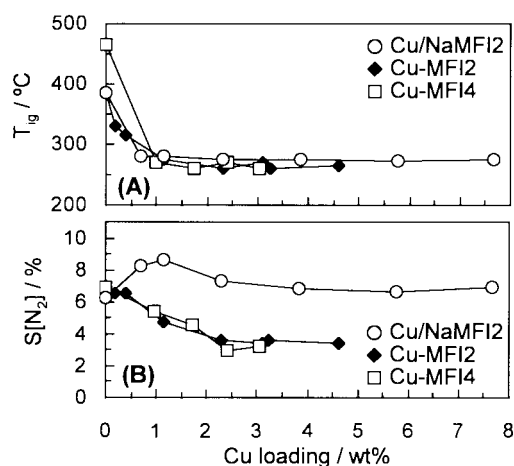 500
400
300
200
T_ig / ºC
Cu/NaMFI2
Cu-MFI2
Cu-MFI4
(A)
10
8
6
4
2
0
S[N₂] / %
Cu/NaMFI2
Cu-MFI2
Cu-MFI4
(B)
0 1 2 3 4 5 6 7 8
Cu loading / wt%